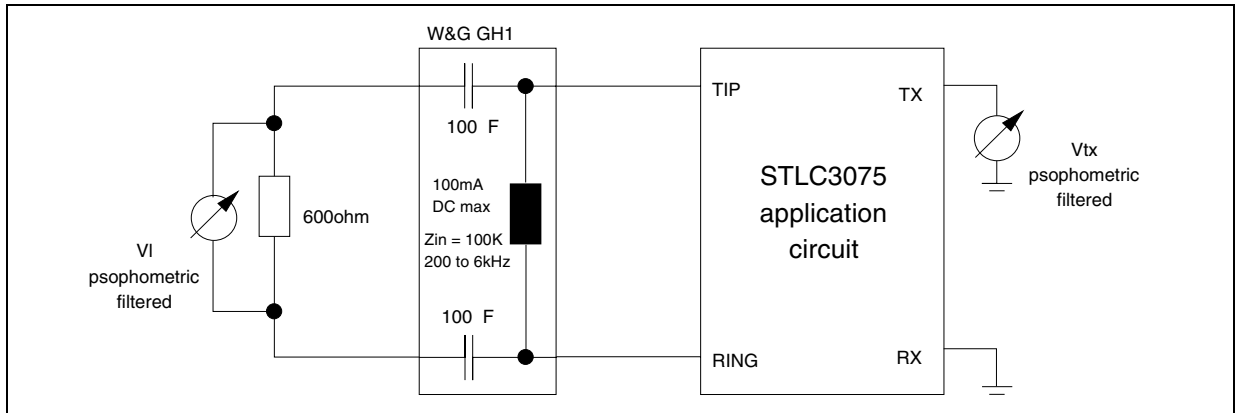 W&G GH1
100 F
TIP
TX
Vtx
psophometric
filtered
100mA
DC max
Zin = 100K
200 to 6kHz
STLC3075
application
circuit
600ohm
Vl
psophometric
filtered
100 F
RING
RX